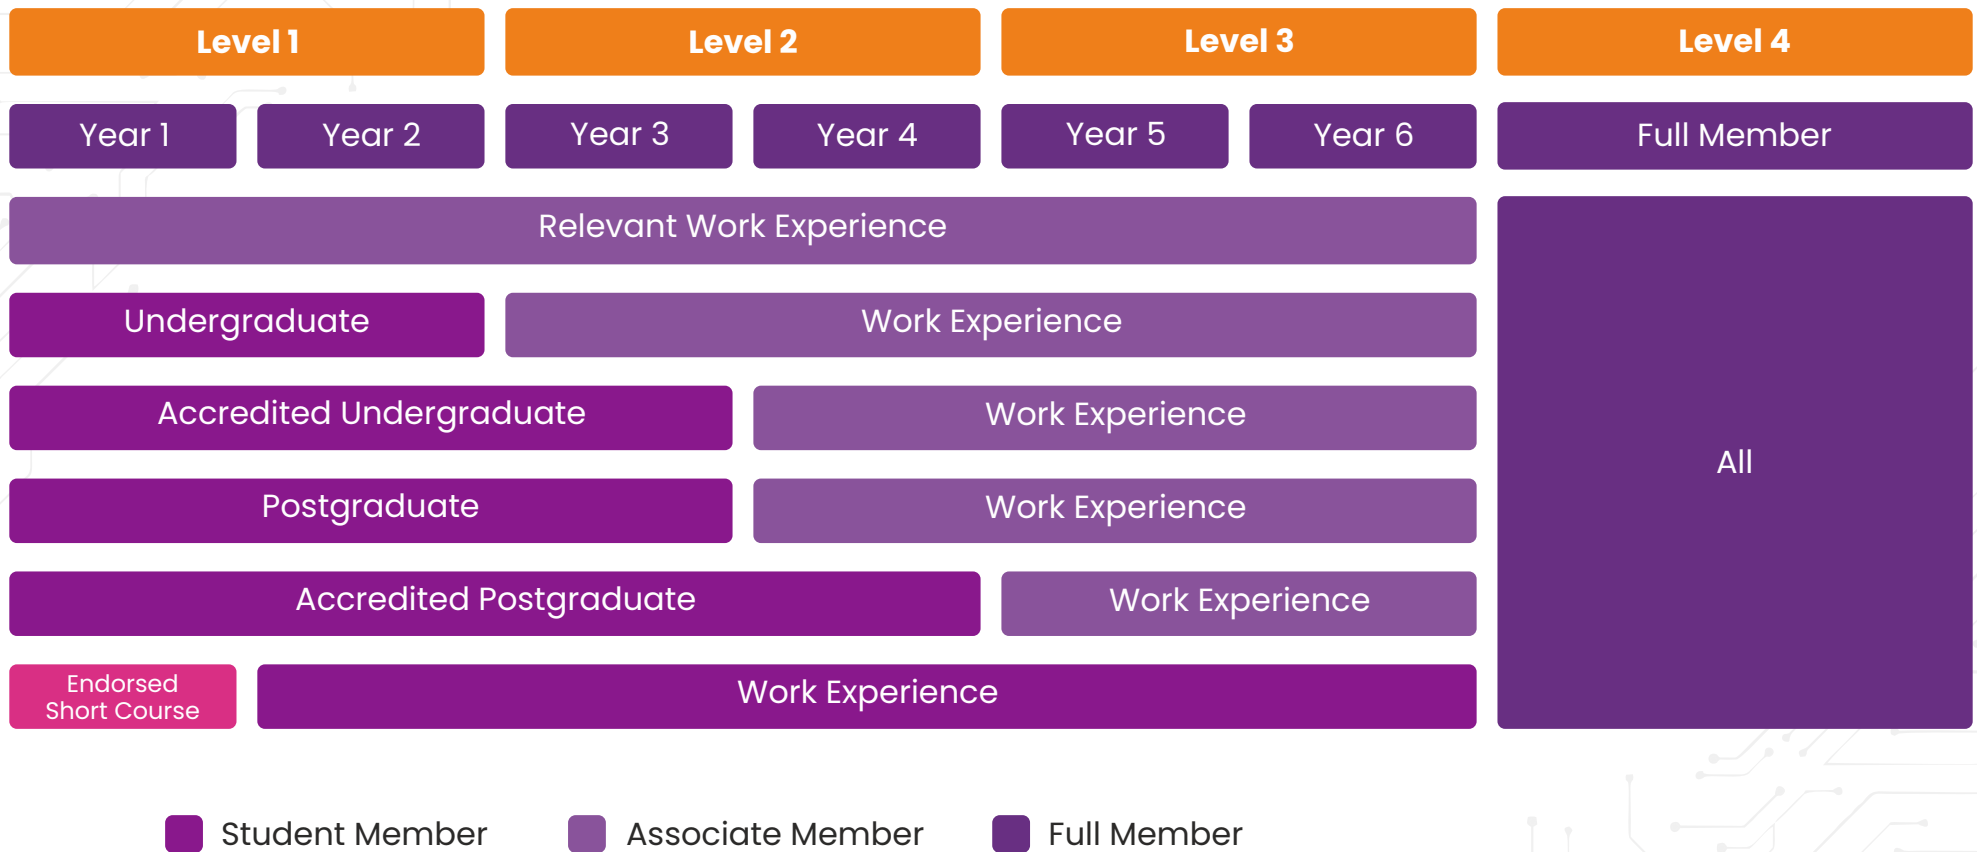 Level 1
Level 2
Level 3
Level 4
Year 1
Year 2
Year 3
Year 4
Year 5
Year 6
Full Member
Relevant Work Experience
Undergraduate
Work Experience
Accredited Undergraduate
Work Experience
All
Postgraduate
Work Experience
Accredited Postgraduate
Work Experience
Endorsed
Short Course
Work Experience
Student Member
Associate Member
Full Member